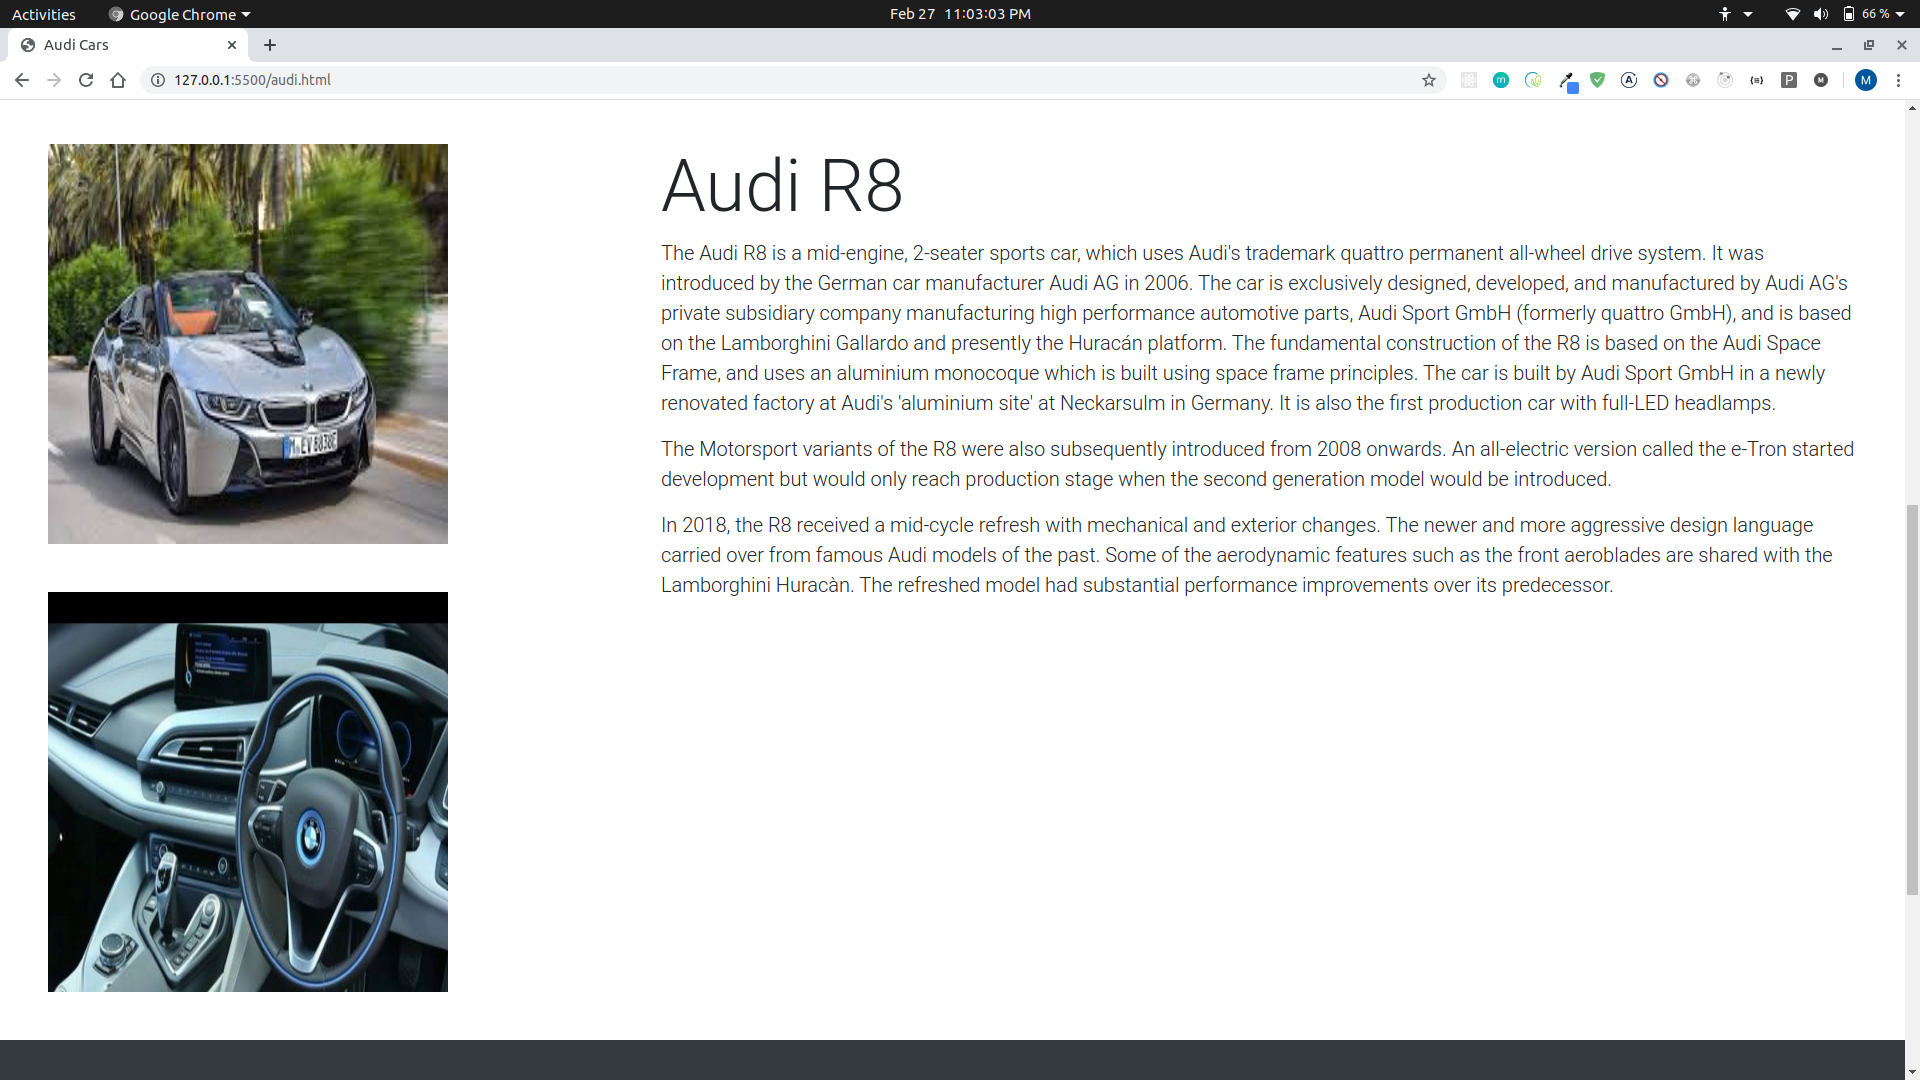 Activities
Google Chrome
Feb 27 11:03:03 PM
66 %
Audi Cars
127.0.0.1:5500/audi.html
Audi R8
The Audi R8 is a mid-engine, 2-seater sports car, which uses Audi's trademark quattro permanent all-wheel drive system. It was
introduced by the German car manufacturer Audi AG in 2006. The car is exclusively designed, developed, and manufactured by Audi AG's
private subsidiary company manufacturing high performance automotive parts, Audi Sport GmbH (formerly quattro GmbH), and is based
on the Lamborghini Gallardo and presently the Huracán platform. The fundamental construction of the R8 is based on the Audi Space
Frame, and uses an aluminium monocoque which is built using space frame principles. The car is built by Audi Sport GmbH in a newly
renovated factory at Audi's 'aluminium site' at Neckarsulm in Germany. It is also the first production car with full-LED headlamps.
The Motorsport variants of the R8 were also subsequently introduced from 2008 onwards. An all-electric version called the e-Tron started
development but would only reach production stage when the second generation model would be introduced.
In 2018, the R8 received a mid-cycle refresh with mechanical and exterior changes. The newer and more aggressive design language
carried over from famous Audi models of the past. Some of the aerodynamic features such as the front aeroblades are shared with the
Lamborghini Huracàn. The refreshed model had substantial performance improvements over its predecessor.
BMW